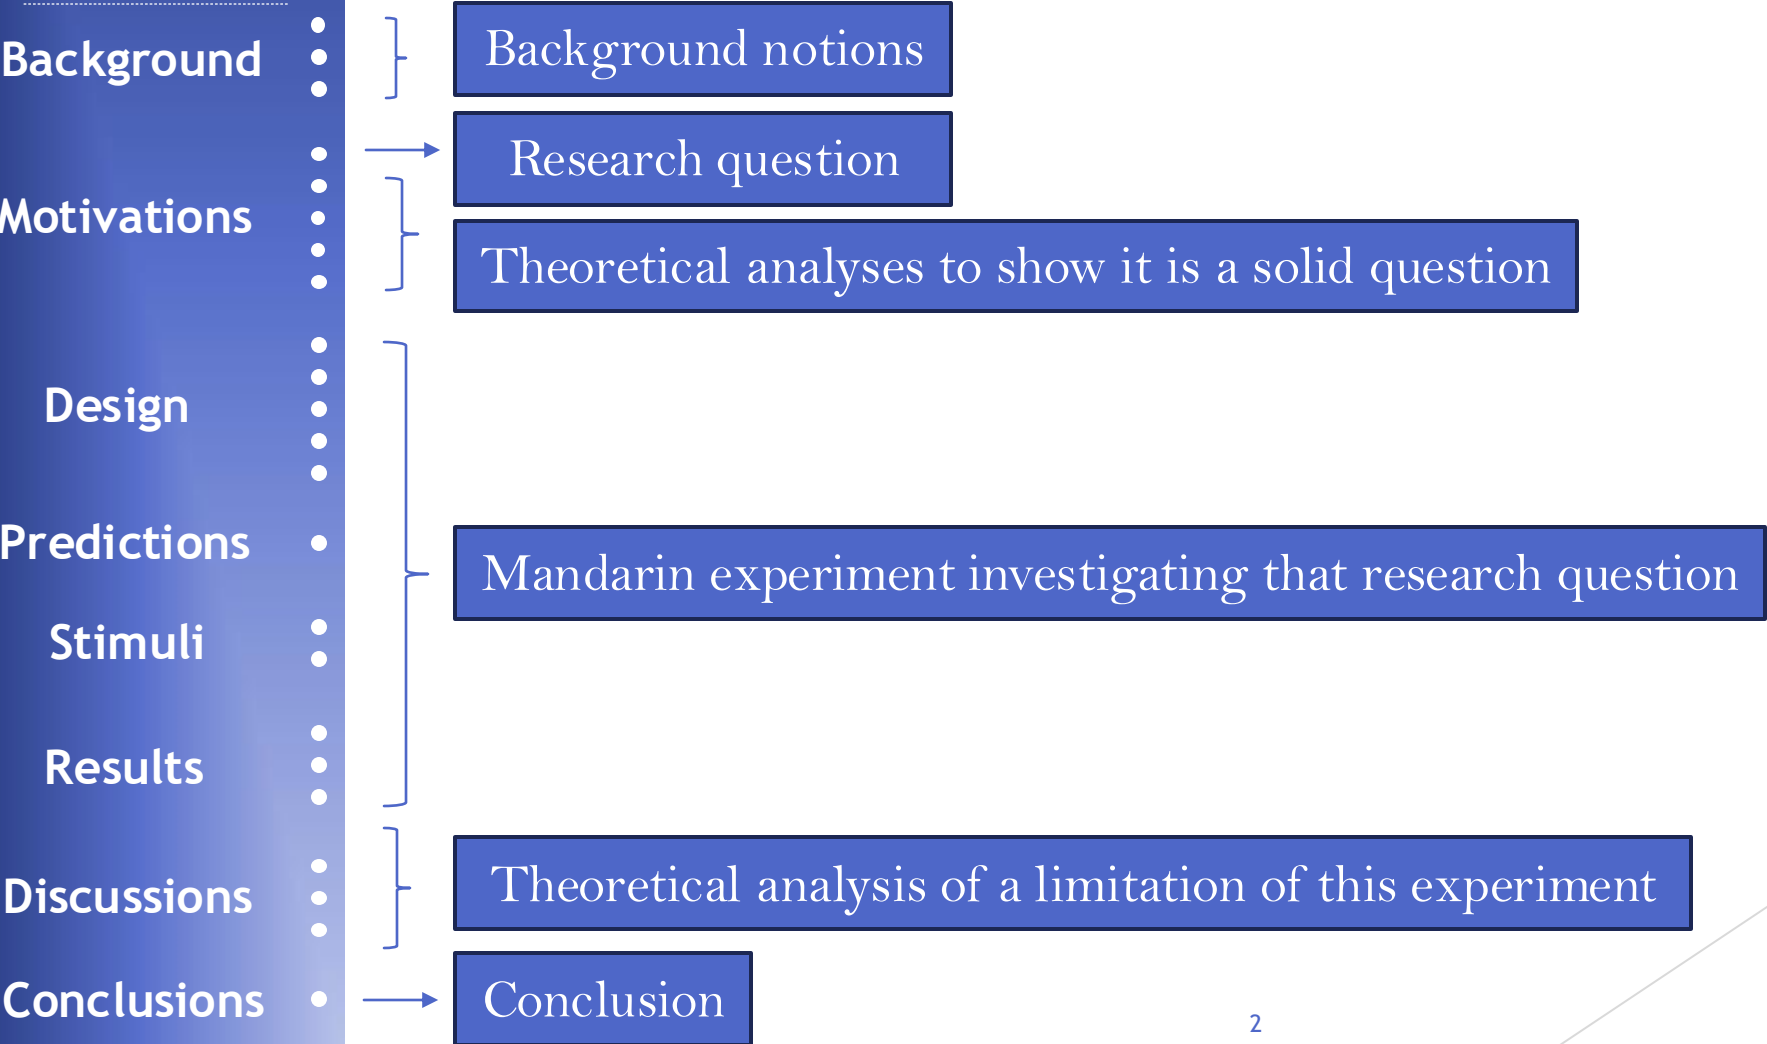 Background
Background notions
Research question
Motivations
Theoretical analyses to show it is a solid question
Design
Predictions
Mandarin experiment investigating that research question
Stimuli
Results
Discussions
Theoretical analysis of a limitation of this experiment
Conclusions
Conclusion
2